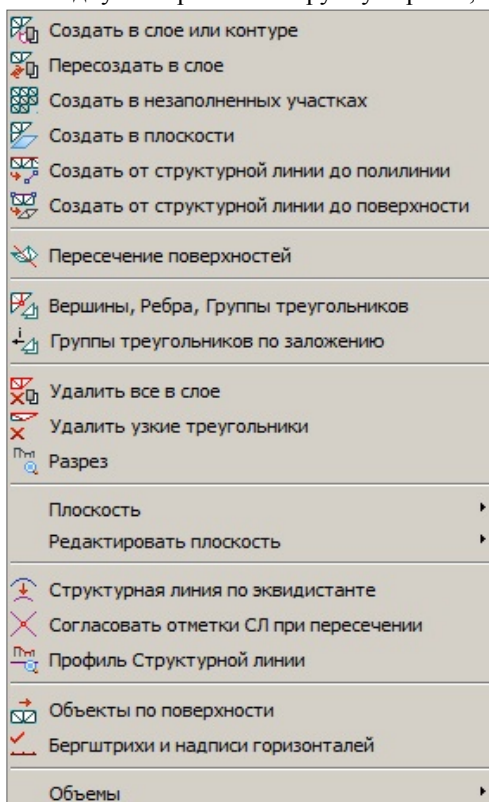 Создать в слое или контуре
Пересоздать в слое
Создать в незаполненных участках
Создать в плоскости
Создать от структурной линии до полилинии
Создать от структурной линии до поверхности
Пересечение поверхностей
Вершины, Ребра, Группы треугольников
Группы треугольников по заложению
Удалить все в слое
Удалить узкие треугольники
Разрез
Плоскость
Редактировать плоскость
Структурная линия по эквидистанте
Согласовать отметки СЛ при пересечении
Профиль Структурной линии
Объекты по поверхности
Бергштрихи и надписи горизонталей
Объемы